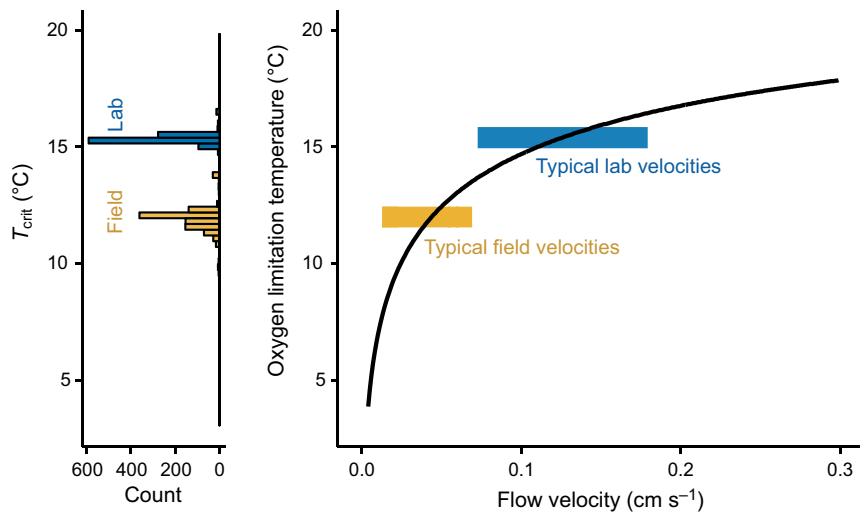 20
15
10
5
T_crit (°C)
Lab
Field
600
400
200
0
Count
20
15
10
5
Oxygen limitation temperature (°C)
Typical lab velocities
Typical field velocities
0.0
0.1
0.2
0.3
Flow velocity (cm s⁻¹)